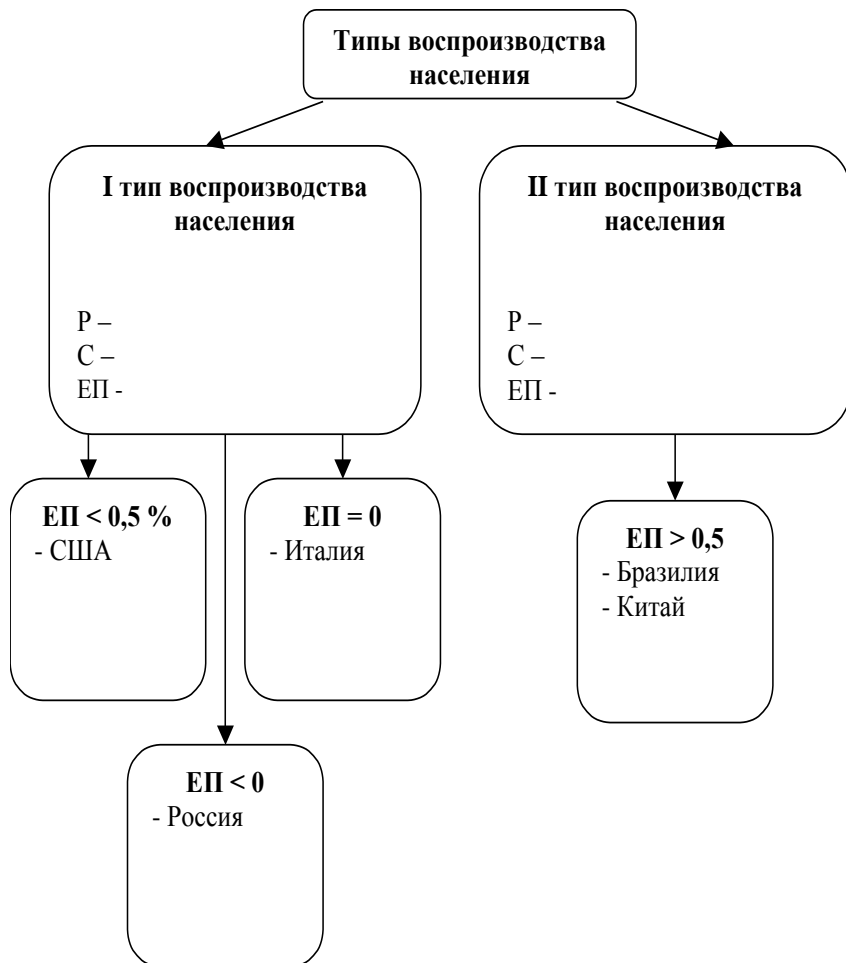 Типы воспроизводства
населения
I тип воспроизводства
населения
Р –
С –
ЕП -
II тип воспроизводства
населения
Р –
С –
ЕП -
ЕП < 0,5 %
- США
ЕП = 0
- Италия
ЕП > 0,5
- Бразилия
- Китай
ЕП < 0
- Россия